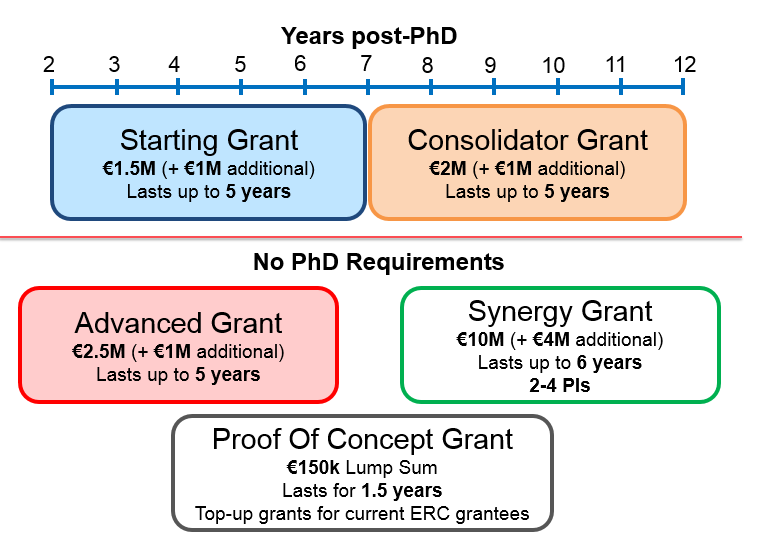 Years post-PhD
2 3 4 5 6 7 8 9 10 11 12
Starting Grant
€1.5M (+ €1M additional)
Lasts up to 5 years
Consolidator Grant
€2M (+ €1M additional)
Lasts up to 5 years
No PhD Requirements
Advanced Grant
€2.5M (+ €1M additional)
Lasts up to 5 years
Synergy Grant
€10M (+ €4M additional)
Lasts up to 6 years
2-4 PIs
Proof Of Concept Grant
€150k Lump Sum
Lasts for 1.5 years
Top-up grants for current ERC grantees